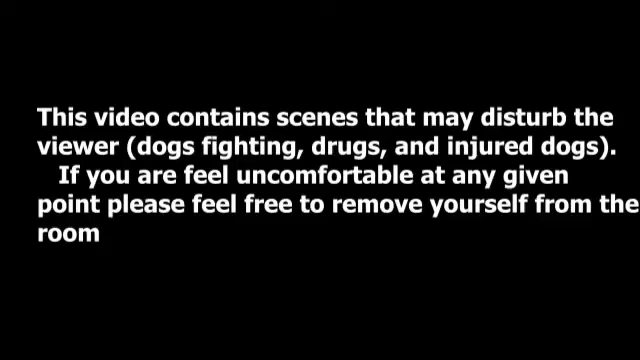 This video contains scenes that may disturb the
viewer (dogs fighting, drugs, and injured dogs).
If you are feel uncomfortable at any given
point please feel free to remove yourself from the
room